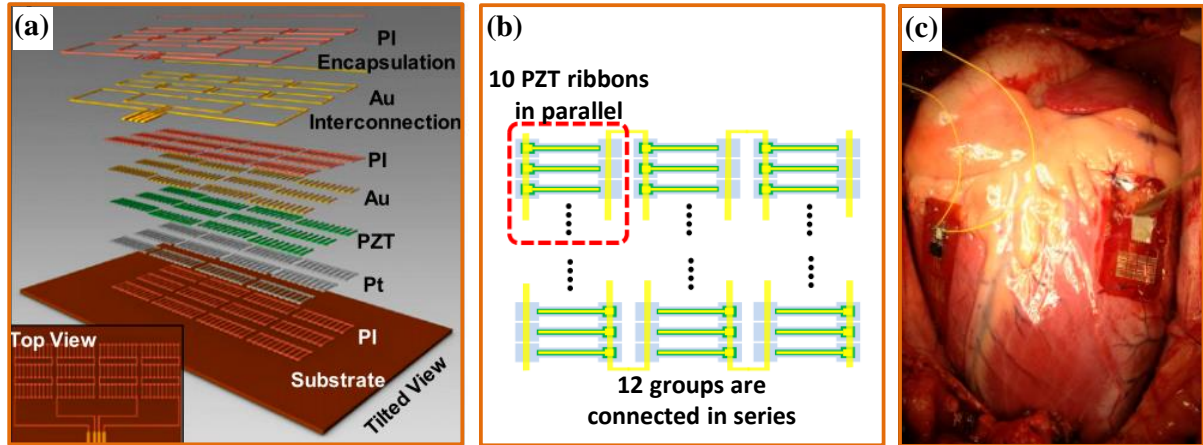 (a)
PI
Encapsulation
Au
Interconnection
PI
Au
PZT
Pt
PI
Substrate
Tilted View
Top View
(b)
10 PZT ribbons
in parallel
12 groups are
connected in series
(c)